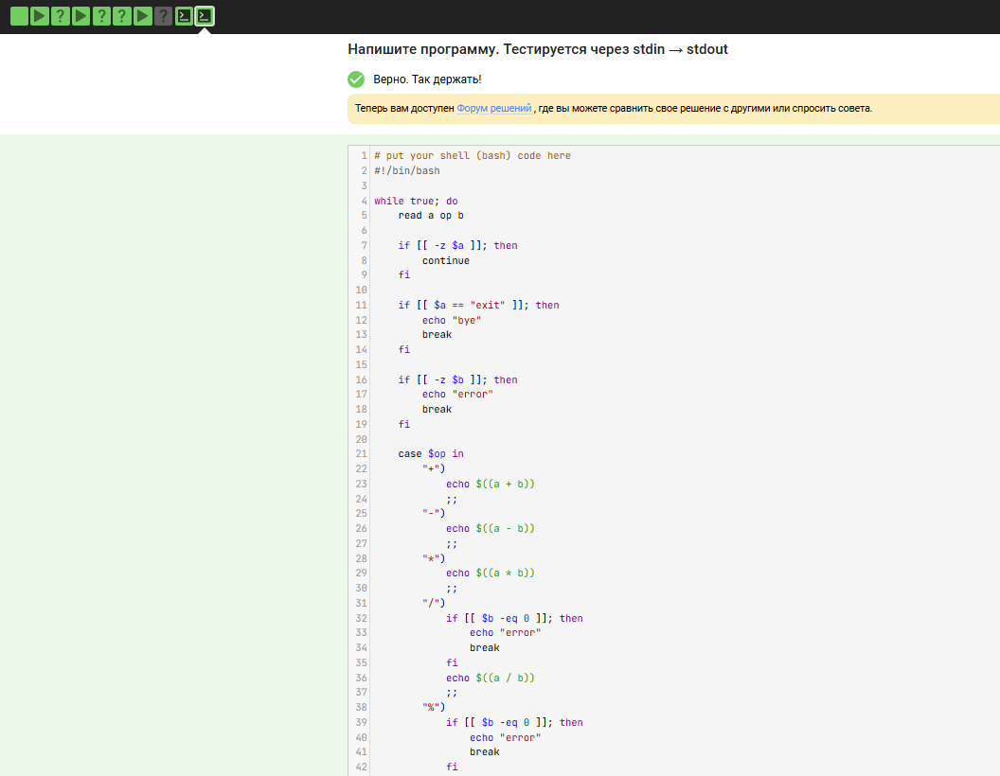 ? ? ? ?
Напишите программу. Тестируется через stdin → stdout
Верно. Так держать!
Теперь вам доступен Форум решений, где вы можете сравнить свое решение с другими или спросить совета.
1 # put your shell (bash) code here
2 #!/bin/bash
3
4 while true; do
5     read a op b
6
7     if [[ -z $a ]]; then
8         continue
9     fi
10
11     if [[ $a == "exit" ]]; then
12         echo "bye"
13         break
14     fi
15
16     if [[ -z $b ]]; then
17         echo "error"
18         break
19     fi
20
21     case $op in
22         "+")
23             echo $((a + b))
24             ;;
25         "-")
26             echo $((a - b))
27             ;;
28         "*")
29             echo $((a * b))
30             ;;
31         "/")
32             if [[ $b -eq 0 ]]; then
33                 echo "error"
34                 break
35             fi
36             echo $((a / b))
37             ;;
38         "%")
39             if [[ $b -eq 0 ]]; then
40                 echo "error"
41                 break
42             fi